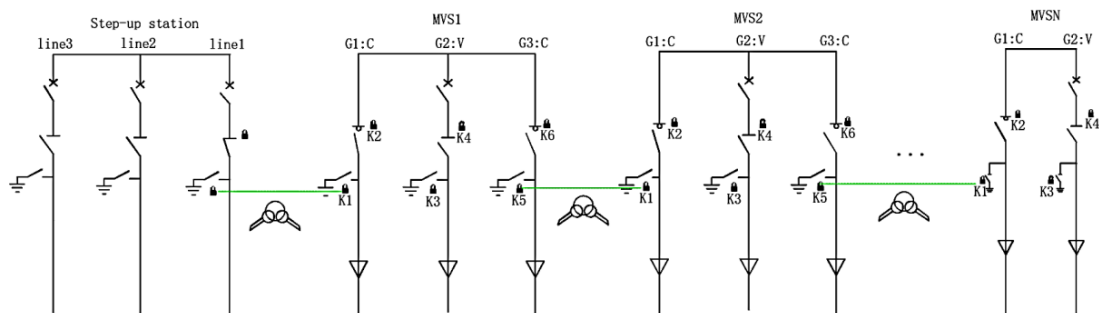 Step-up station
line3 line2 line1
MVS1
G1:C G2:V G3:C
K2 K4 K6
K1 K3 K5
MVS2
G1:C G2:V G3:C
K2 K4 K6
K1 K3 K5
...
MVSN
G1:C G2:V
K2 K4
K1 K3